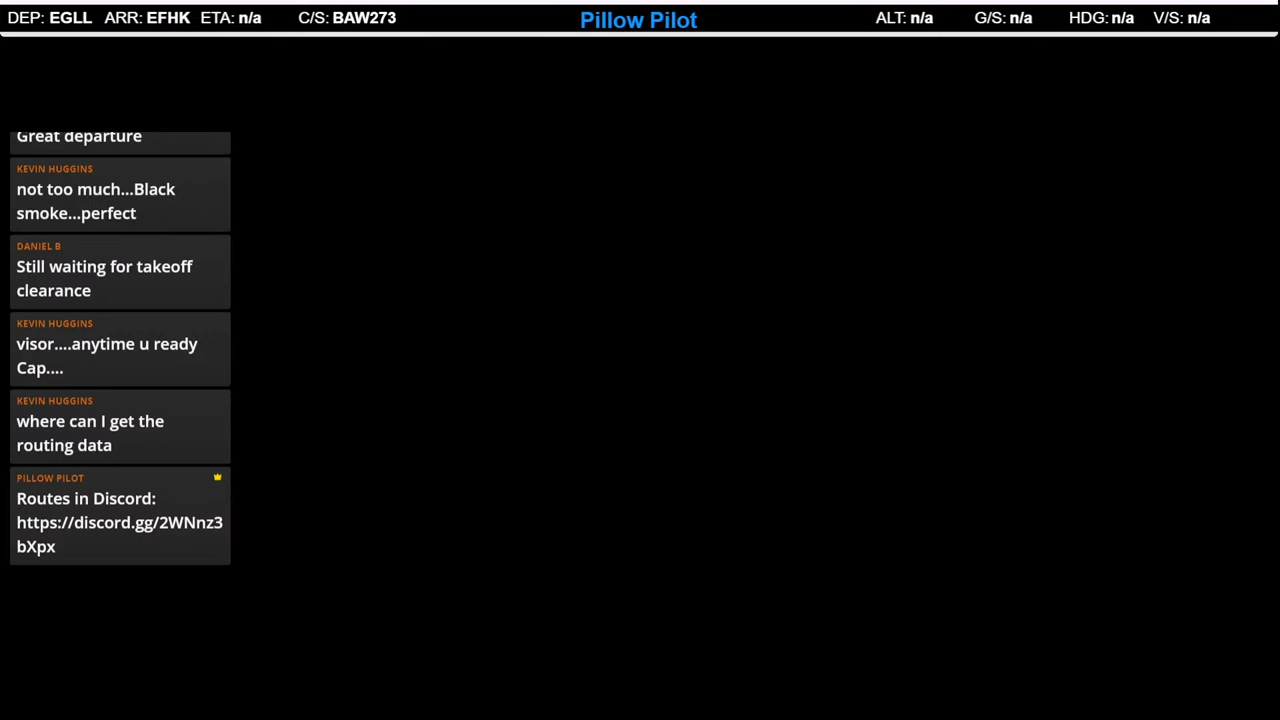 DEP: EGLL ARR: EFHK ETA: n/a C/S: BAW273 Pillow Pilot ALT: n/a G/S: n/a HDG: n/a V/S: n/a
Great departure
KEVIN HUGGINS
not too much...Black
smoke...perfect
DANIEL B
Still waiting for takeoff
clearance
KEVIN HUGGINS
visor....anytime u ready
Cap....
KEVIN HUGGINS
where can I get the
routing data
PILLOW PILOT
Routes in Discord:
https://discord.gg/2WNnz3
bXpx